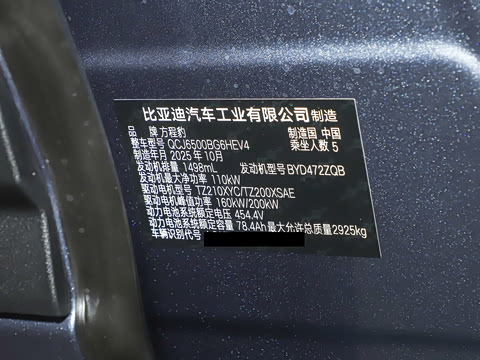 比亚迪汽车工业有限公司 制造
品 牌 方程豹 制造国 中国
整车型号 QCJ6500BG6HEV4 乘坐人数 5
制造年月 2025 年 10月
发动机排量 1498mL 发动机型号 BYD472ZQB
发动机最大净功率 110kW
驱动电机型号 TZ210XYC/TZ200XSAE
驱动电机峰值功率 160kW/200kW
动力电池系统额定电压 454.4V
动力电池系统额定容量 78.4Ah 最大允许总质量 2925kg
车辆识别代号